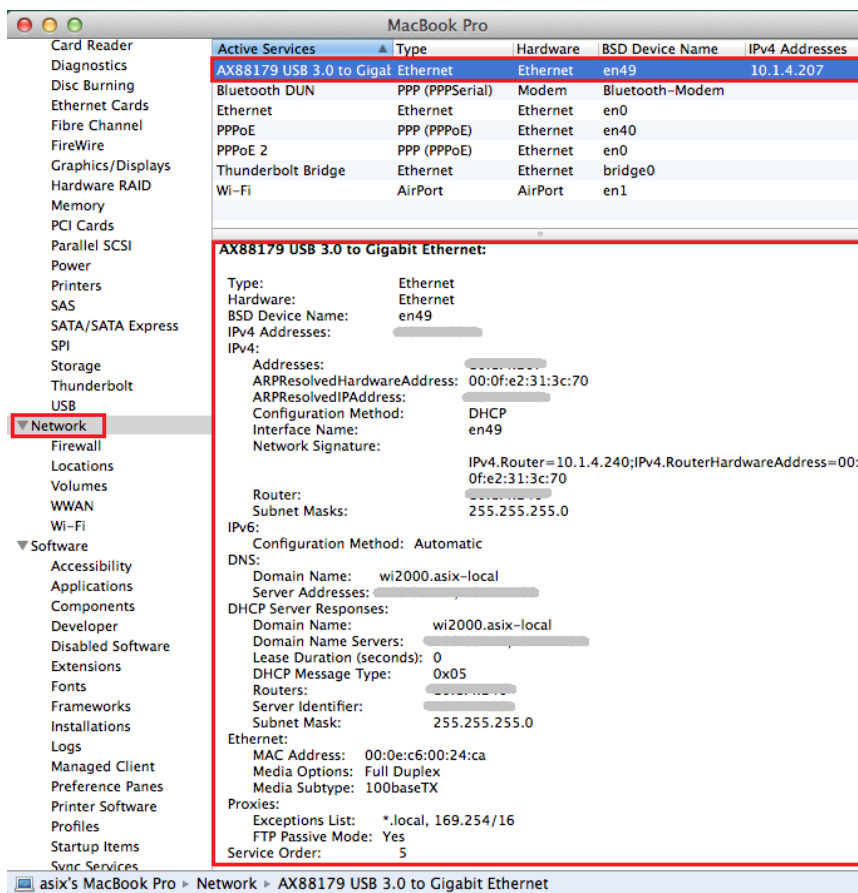 MacBook Pro
Card Reader
Diagnostics
Disc Burning
Ethernet Cards
Fibre Channel
FireWire
Graphics/Displays
Hardware RAID
Memory
PCI Cards
Parallel SCSI
Power
Printers
SAS
SATA/SATA Express
SPI
Storage
Thunderbolt
USB
Network
Firewall
Locations
Volumes
WWAN
Wi-Fi
Software
Accessibility
Applications
Components
Developer
Disabled Software
Extensions
Fonts
Frameworks
Installations
Logs
Managed Client
Preference Panes
Printer Software
Profiles
Startup Items
Sync Services
Active Services Type Hardware BSD Device Name IPv4 Addresses
AX88179 USB 3.0 to Gigab Ethernet Ethernet en49 10.1.4.207
Bluetooth DUN PPP (PPPSerial) Modem Bluetooth-Modem
Ethernet Ethernet Ethernet en0
PPPoE PPP (PPPoE) Ethernet en40
PPPoE 2 PPP (PPPoE) Ethernet en0
Thunderbolt Bridge Ethernet Ethernet bridge0
Wi-Fi AirPort AirPort en1
AX88179 USB 3.0 to Gigabit Ethernet:
Type: Ethernet
Hardware: Ethernet
BSD Device Name: en49
IPv4 Addresses:
IPv4:
Addresses:
ARPResolvedHardwareAddress: 00:0f:e2:31:3c:70
ARPResolvedIPAddress:
Configuration Method: DHCP
Interface Name: en49
Network Signature:
IPv4.Router=10.1.4.240;IPv4.RouterHardwareAddress=00:
0f:e2:31:3c:70
Router:
Subnet Masks: 255.255.255.0
IPv6:
Configuration Method: Automatic
DNS:
Domain Name: wi2000.asix-local
Server Addresses:
DHCP Server Responses:
Domain Name: wi2000.asix-local
Domain Name Servers:
Lease Duration (seconds): 0
DHCP Message Type: 0x05
Routers:
Server Identifier:
Subnet Mask: 255.255.255.0
Ethernet:
MAC Address: 00:0e:c6:00:24:ca
Media Options: Full Duplex
Media Subtype: 100baseTX
Proxies:
Exceptions List: *.local, 169.254/16
FTP Passive Mode: Yes
Service Order: 5
asix's MacBook Pro ▸ Network ▸ AX88179 USB 3.0 to Gigabit Ethernet